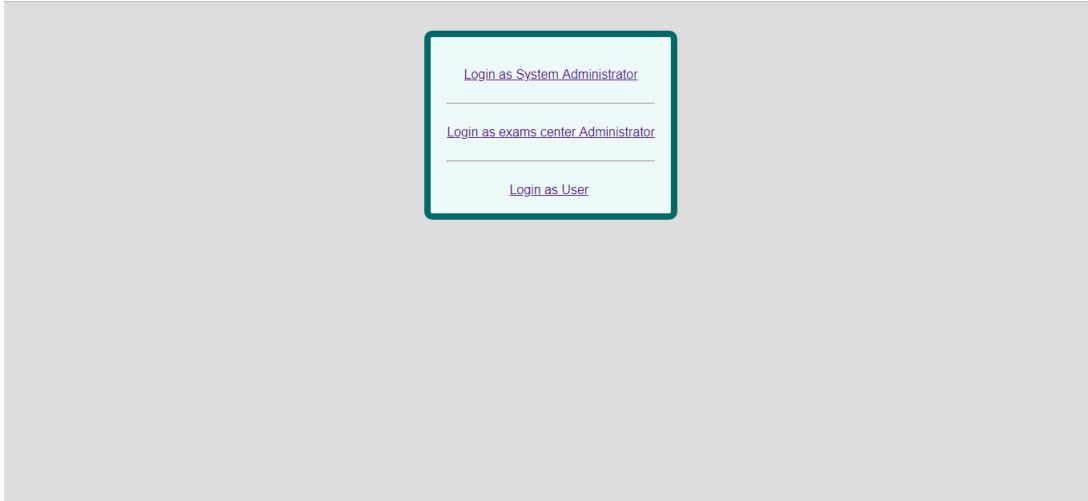 Login as System Administrator
Login as exams center Administrator
Login as User